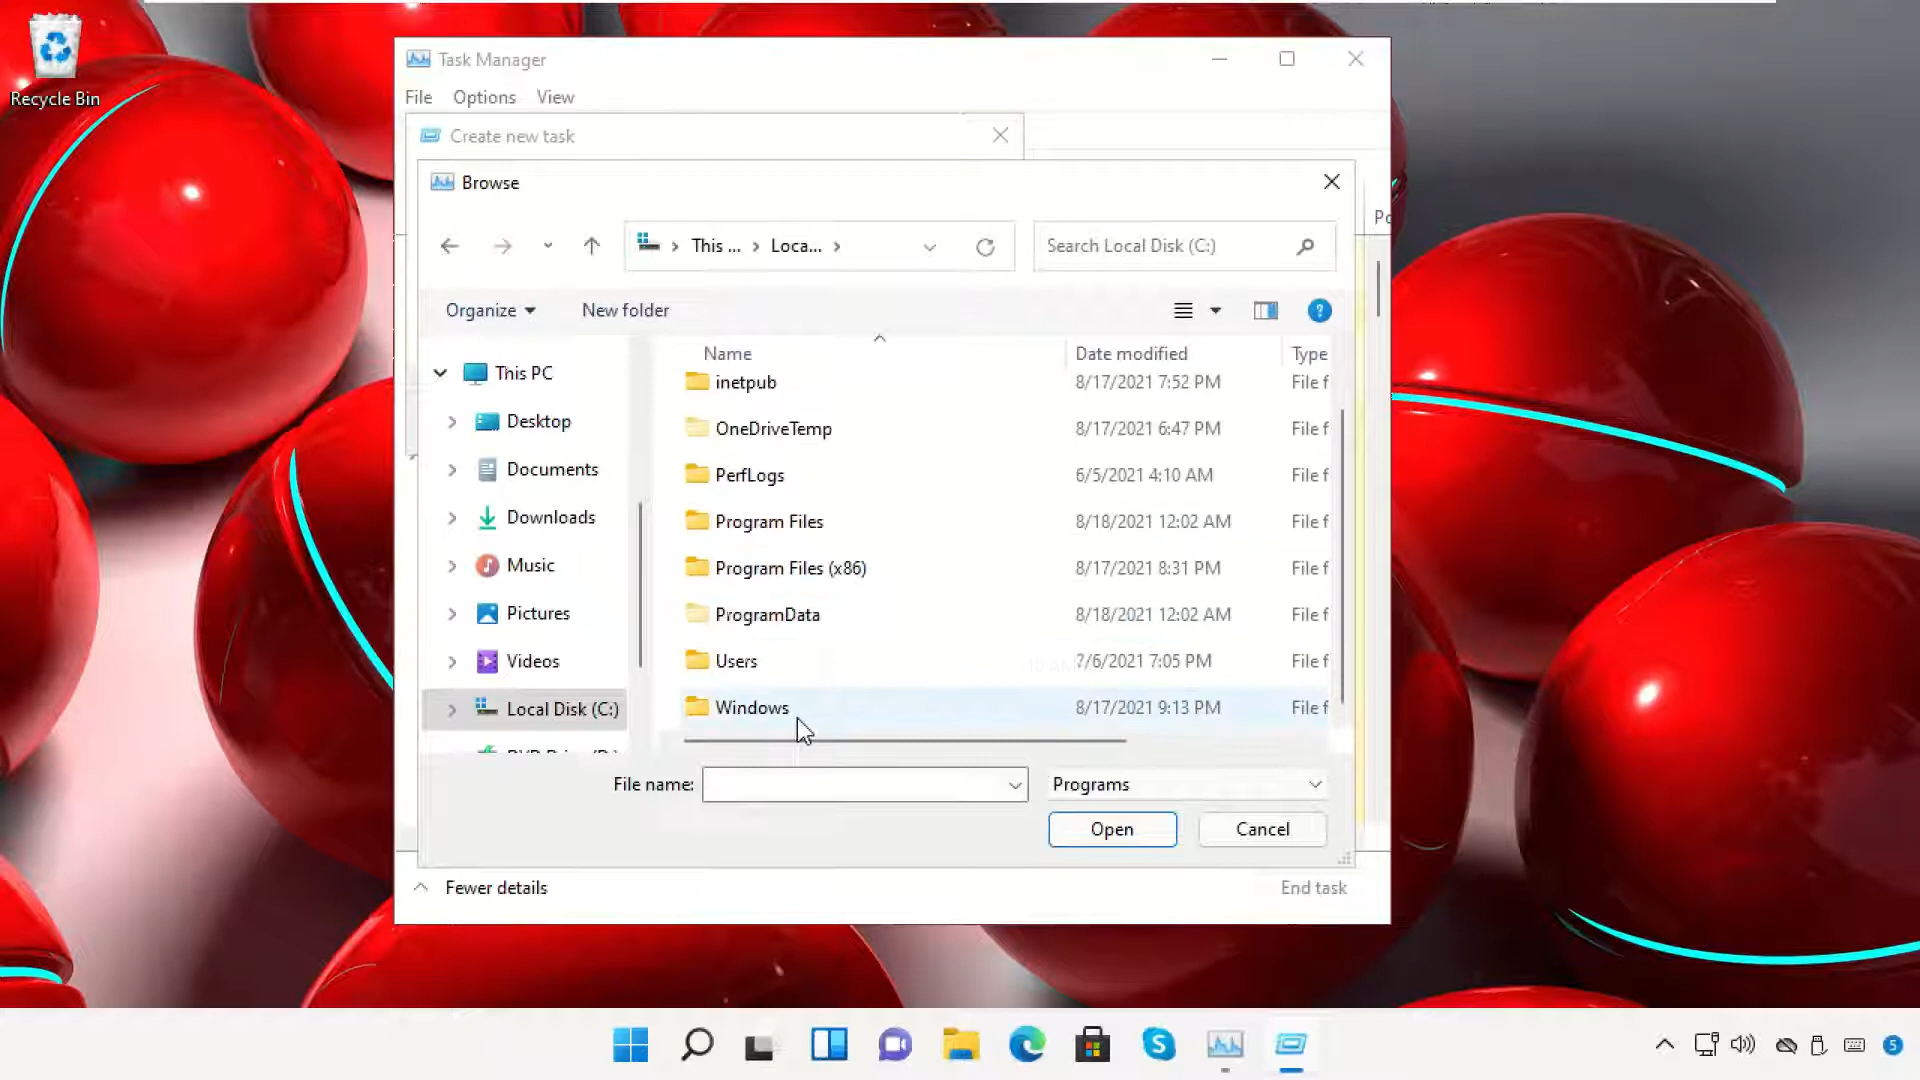 Recycle Bin
Task Manager
File Options View
Create new task
Browse
This ... Loca...
Search Local Disk (C:)
Organize New folder
Name Date modified Type
This PC
Desktop
Documents
Downloads
Music
Pictures
Videos
Local Disk (C:)
inetpub 8/17/2021 7:52 PM File f
OneDriveTemp 8/17/2021 6:47 PM File f
PerfLogs 6/5/2021 4:10 AM File f
Program Files 8/18/2021 12:02 AM File f
Program Files (x86) 8/17/2021 8:31 PM File f
ProgramData 8/18/2021 12:02 AM File f
Users 7/6/2021 7:05 PM File f
Windows 8/17/2021 9:13 PM File f
File name: Programs
Open Cancel
Fewer details End task
5